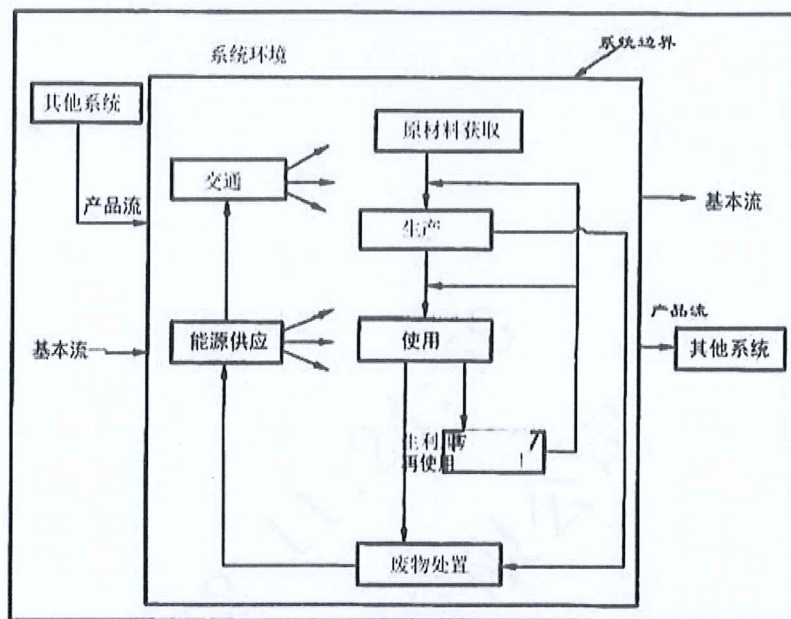 系统边界
系统环境
其他系统
原材料获取
交通
产品流
基本流
生产
产品流
基本流
能源供应
使用
其他系统
生利
再使用
废物处置